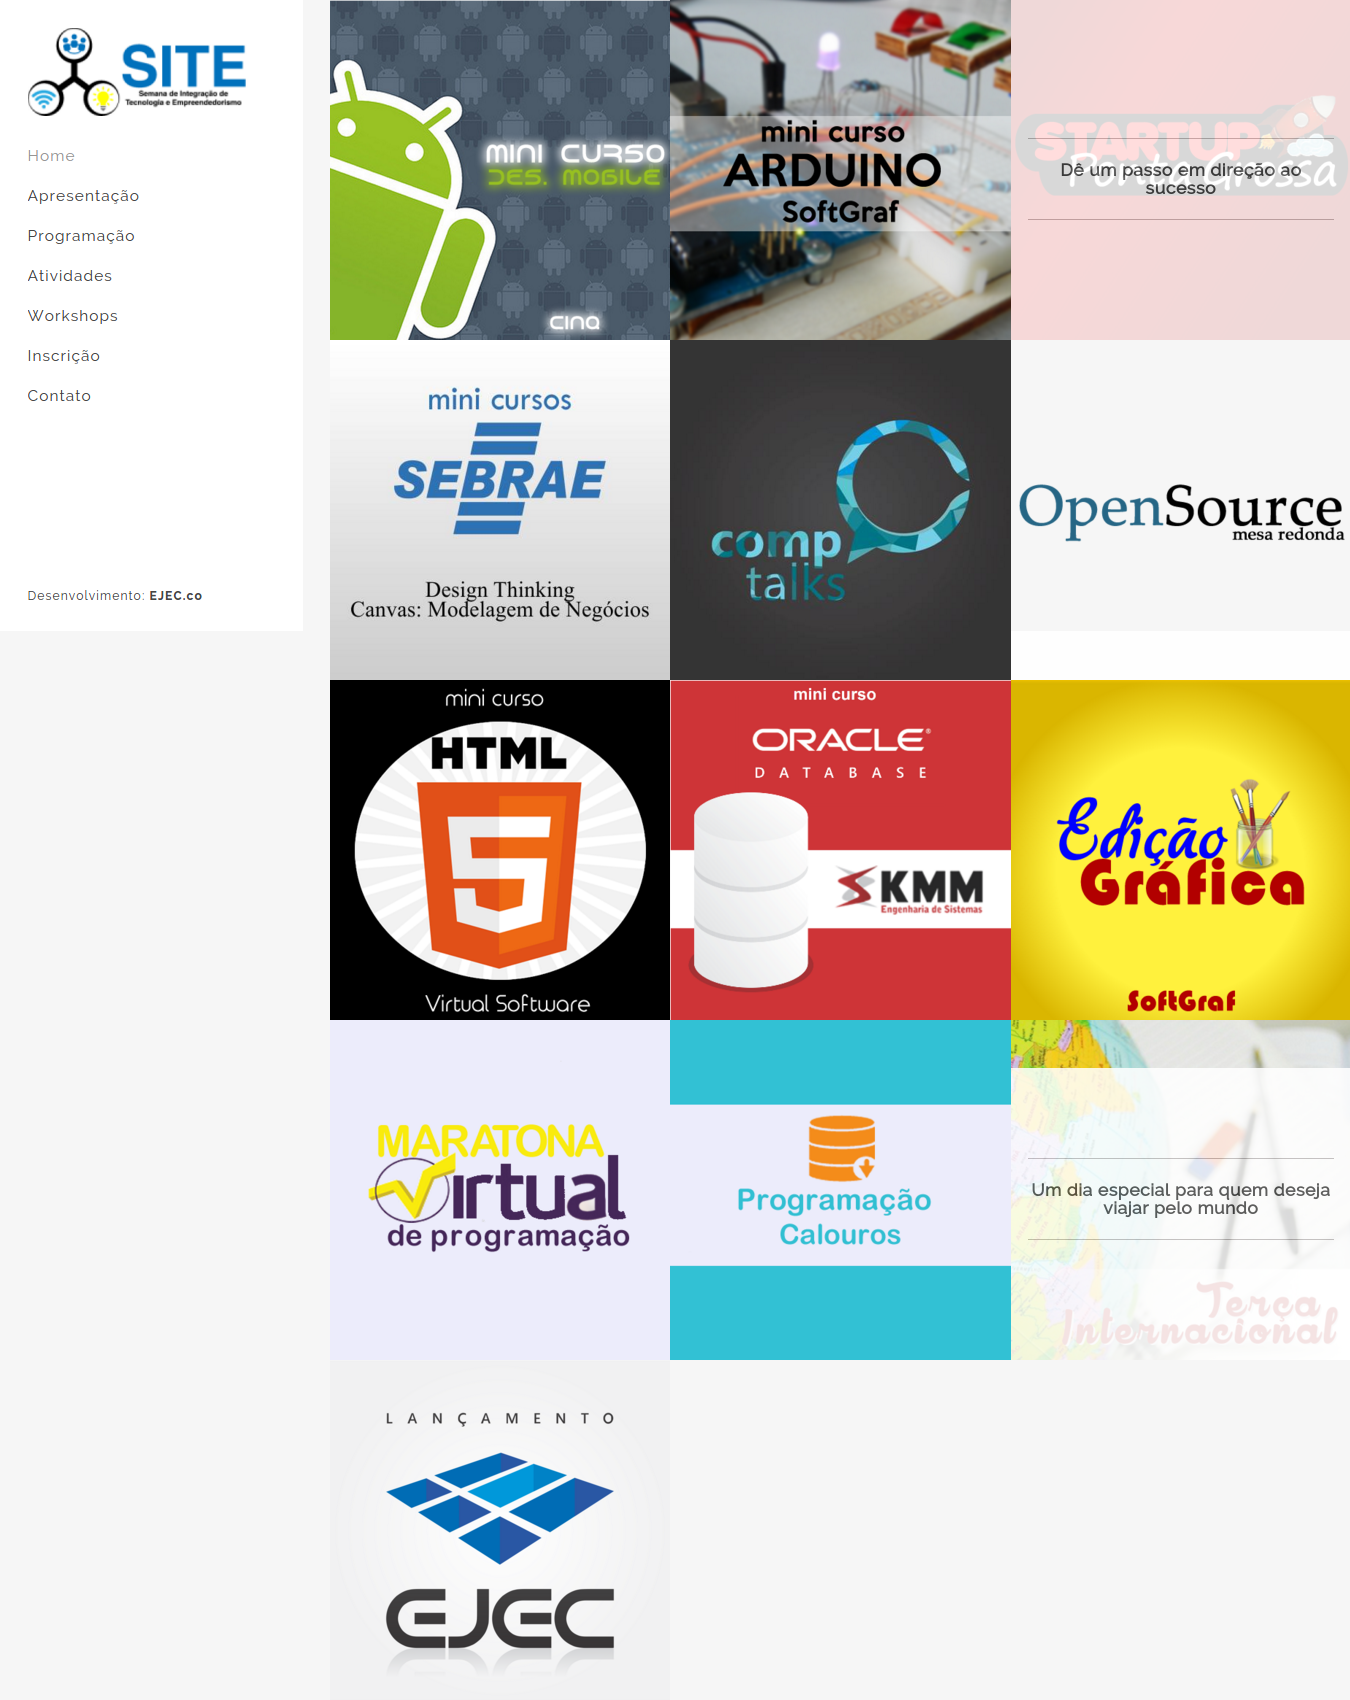 SITE
Semana de Integração de
Tecnologia e Empreendedorismo
Home
Apresentação
Programação
Atividades
Workshops
Inscrição
Contato
Desenvolvimento: EJEC.co
MINI CURSO
DES. MOBILE
CINQ
mini curso
ARDUINO
SoftGraf
STARTUP
Ponta Grossa
Dê um passo em direção ao
sucesso
mini cursos
SEBRAE
Design Thinking
Canvas: Modelagem de Negócios
comp
talks
OpenSource
mesa redonda
mini curso
HTML
5
Virtual Software
mini curso
ORACLE®
DATABASE
KMM
Engenharia de Sistemas
Edição
Gráfica
SoftGraf
MARATONA
Virtual
de programação
Programação
Calouros
Um dia especial para quem deseja
viajar pelo mundo
Terça
Internacional
LANÇAMENTO
EJEC